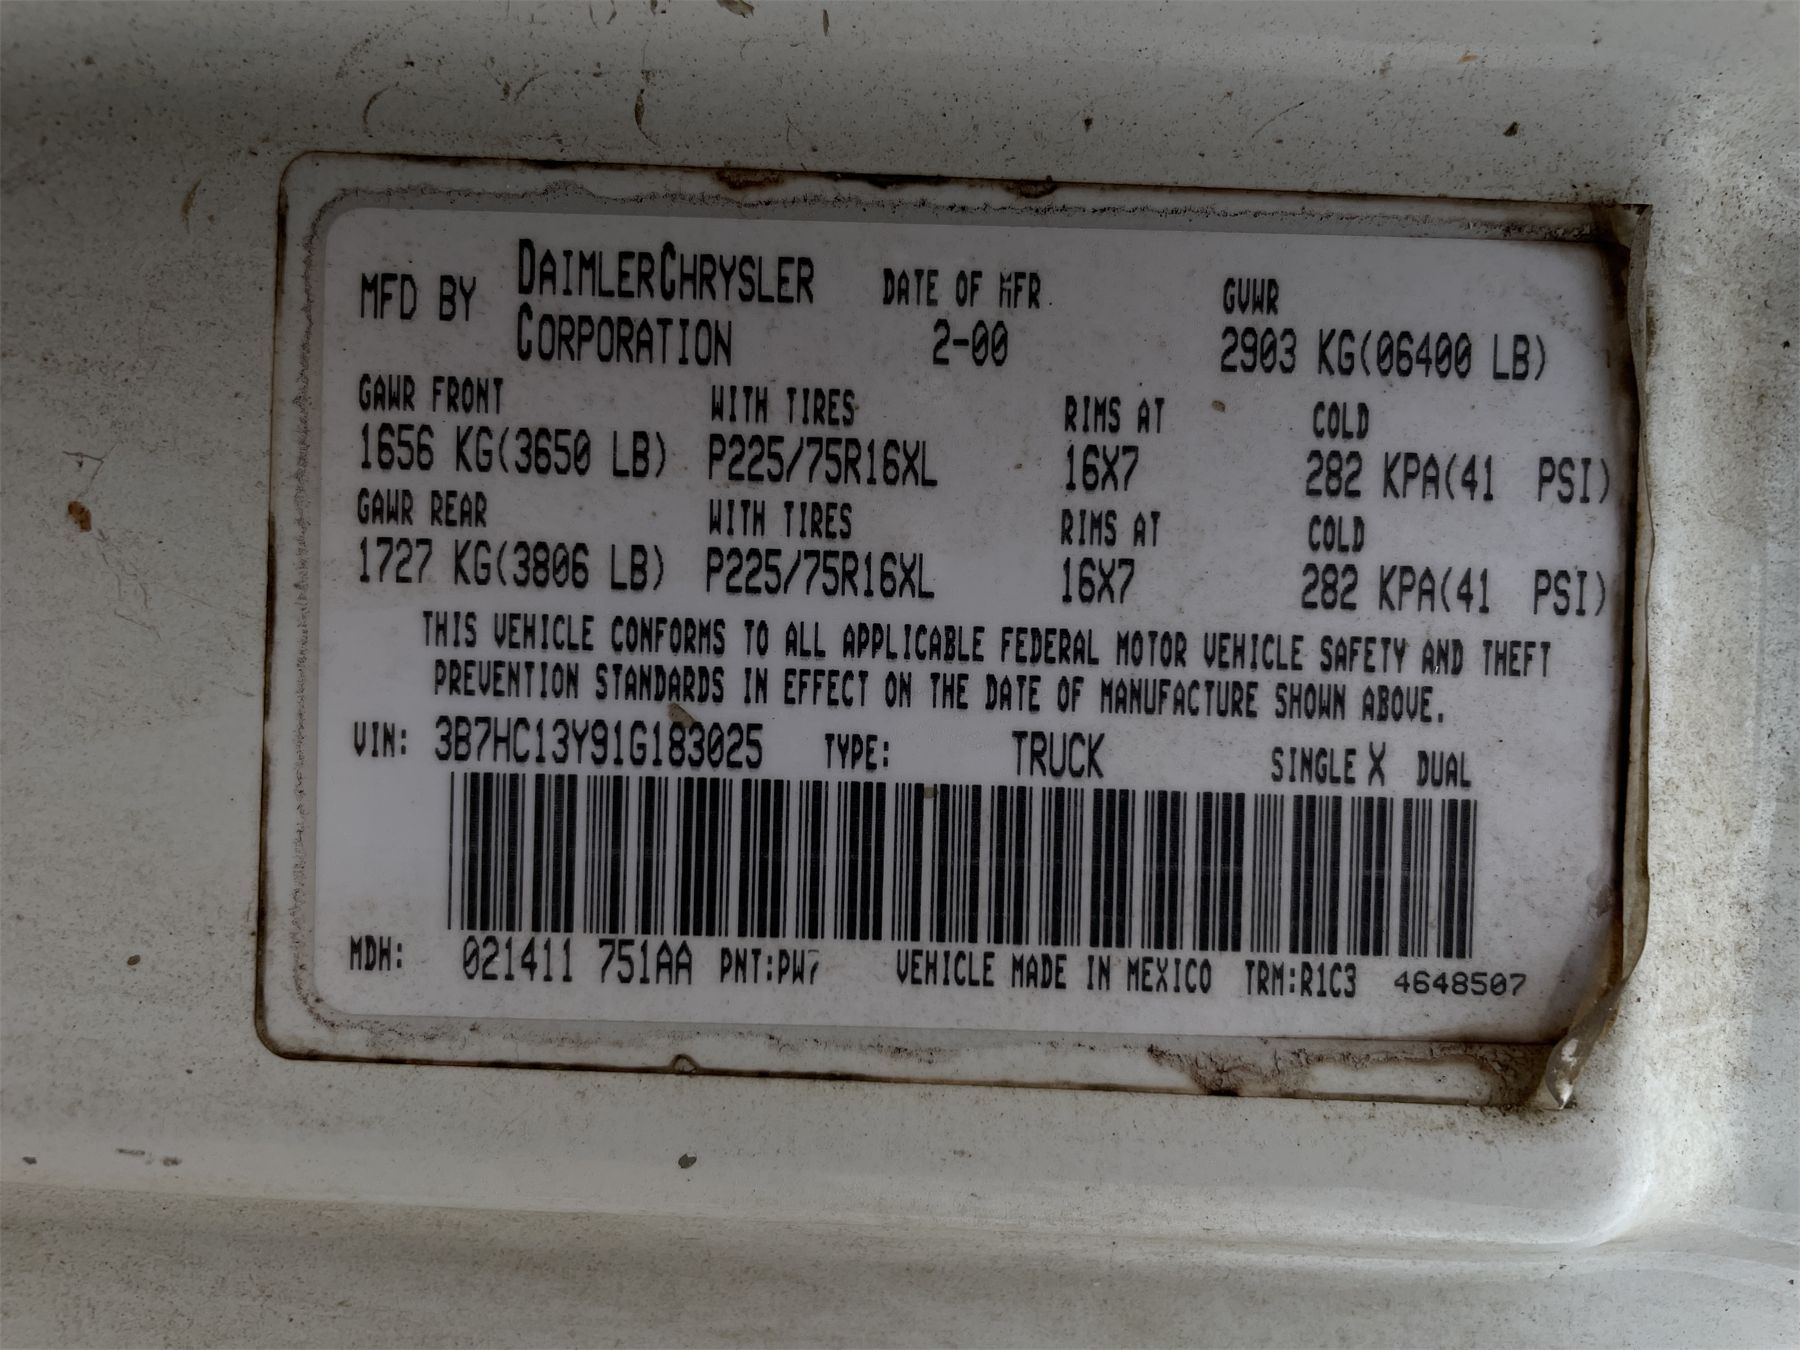 MFD BY DAIMLERCHRYSLER CORPORATION DATE OF MFR 2-00 GVWR 2903 KG(06400 LB)
GAWR FRONT WITH TIRES RIMS AT COLD
1656 KG(3650 LB) P225/75R16XL 16X7 282 KPA(41 PSI)
GAWR REAR WITH TIRES RIMS AT COLD
1727 KG(3806 LB) P225/75R16XL 16X7 282 KPA(41 PSI)
THIS VEHICLE CONFORMS TO ALL APPLICABLE FEDERAL MOTOR VEHICLE SAFETY AND THEFT
PREVENTION STANDARDS IN EFFECT ON THE DATE OF MANUFACTURE SHOWN ABOVE.
VIN: 3B7HC13Y91G183025 TYPE: TRUCK SINGLE X DUAL
MDH: 021411 751AA PNT:PW7 VEHICLE MADE IN MEXICO TRM:R1C3 4648507